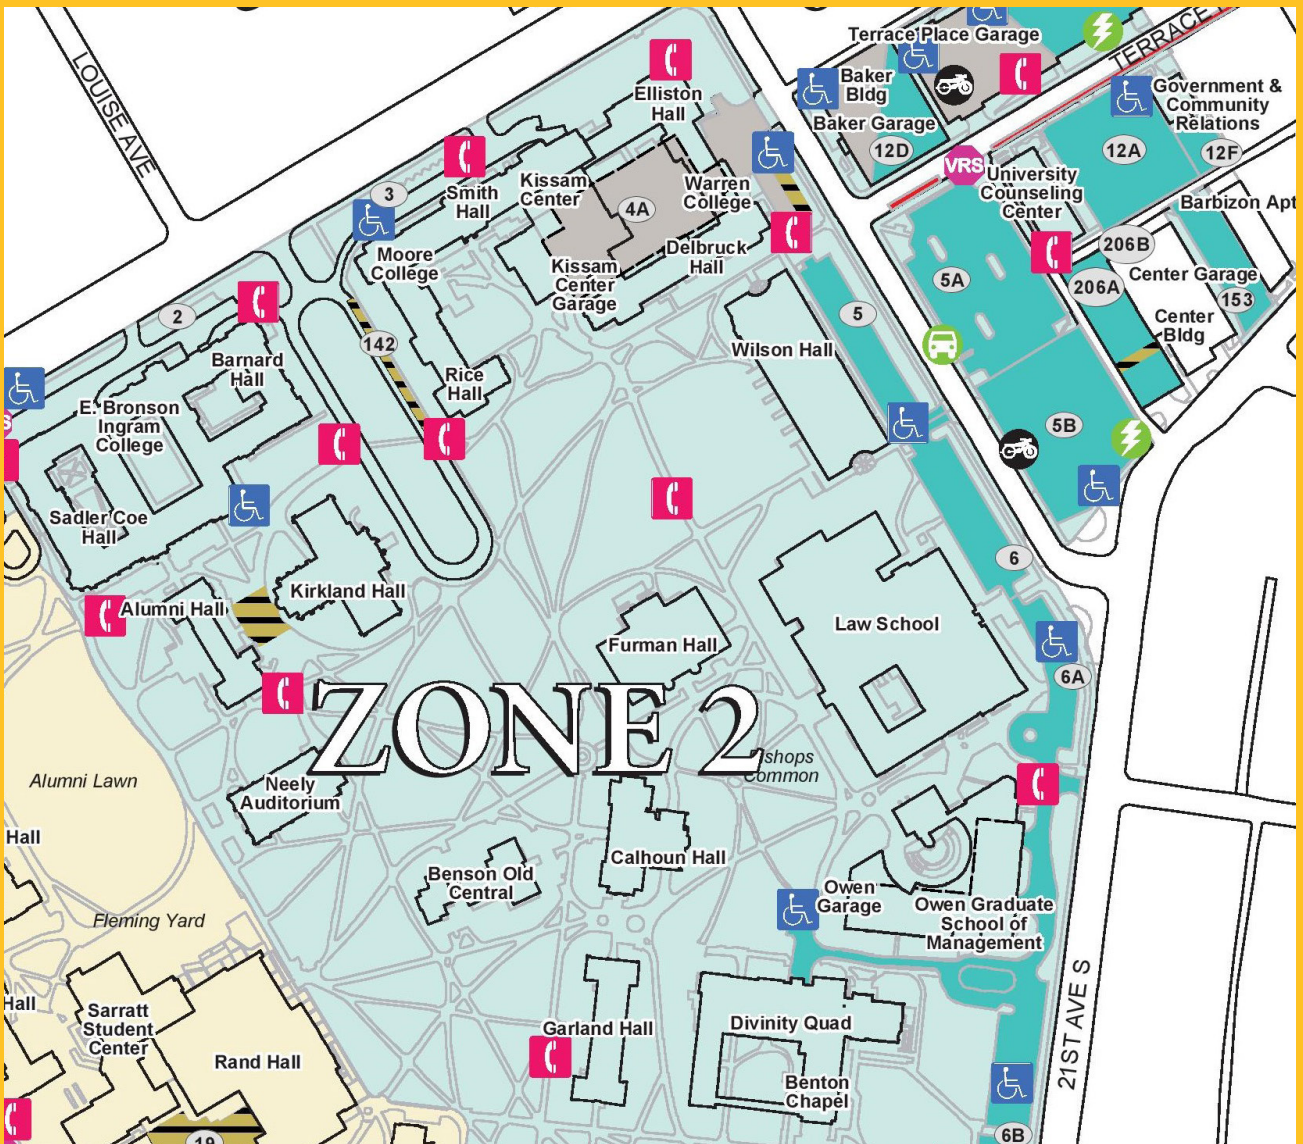 LOUISE AVE
Terrace Place Garage
TERRACE
Elliston
Hall
Baker
Bldg
Baker Garage
12D
Government &
Community
Relations
12A
12F
VRS
University
Counseling
Center
Barbizon Apt
3
Smith
Hall
Kissam
Center
4A
Warren
College
Delbruck
Hall
Moore
College
Kissam
Center
Garage
206B
5A
206A
Center Garage
153
Center
Bldg
2
142
5
Wilson Hall
Barnard
Hall
Rice
Hall
E. Bronson
Ingram
College
S
5B
Sadler Coe
Hall
6
Alumni Hall
Kirkland Hall
Furman Hall
Law School
6A
ZONE 2
Common
Alumni Lawn
Neely
Auditorium
Hall
Calhoun Hall
Benson Old
Central
Owen
Garage
Owen Graduate
School of
Management
Fleming Yard
21ST AVE S
Hall
Sarratt
Student
Center
Rand Hall
Garland Hall
Divinity Quad
Benton
Chapel
19
6B